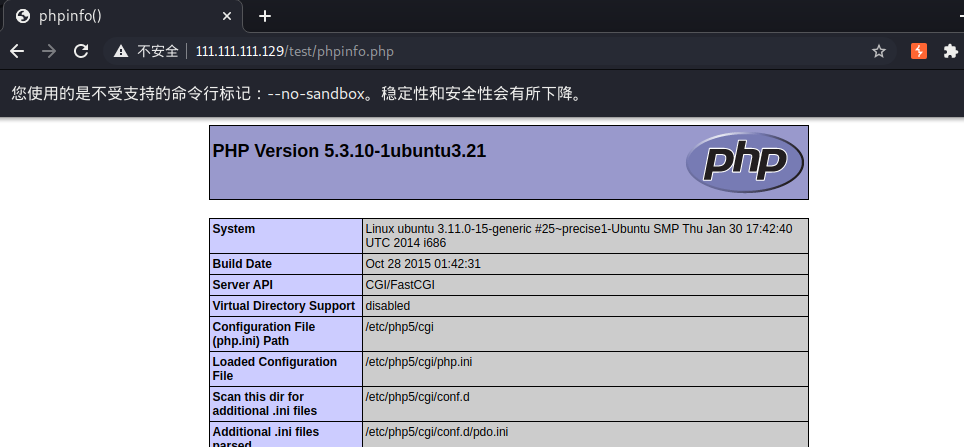 phpinfo()
不安全 111.111.111.129/test/phpinfo.php
您使用的是不受支持的命令行标记：--no-sandbox。稳定性和安全性会有所下降。
PHP Version 5.3.10-1ubuntu3.21
php
System
Linux ubuntu 3.11.0-15-generic #25~precise1-Ubuntu SMP Thu Jan 30 17:42:40
UTC 2014 i686
Build Date
Oct 28 2015 01:42:31
Server API
CGI/FastCGI
Virtual Directory Support
disabled
Configuration File
(php.ini) Path
/etc/php5/cgi
Loaded Configuration
File
/etc/php5/cgi/php.ini
Scan this dir for
additional .ini files
/etc/php5/cgi/conf.d
Additional .ini files
parsed
/etc/php5/cgi/conf.d/pdo.ini